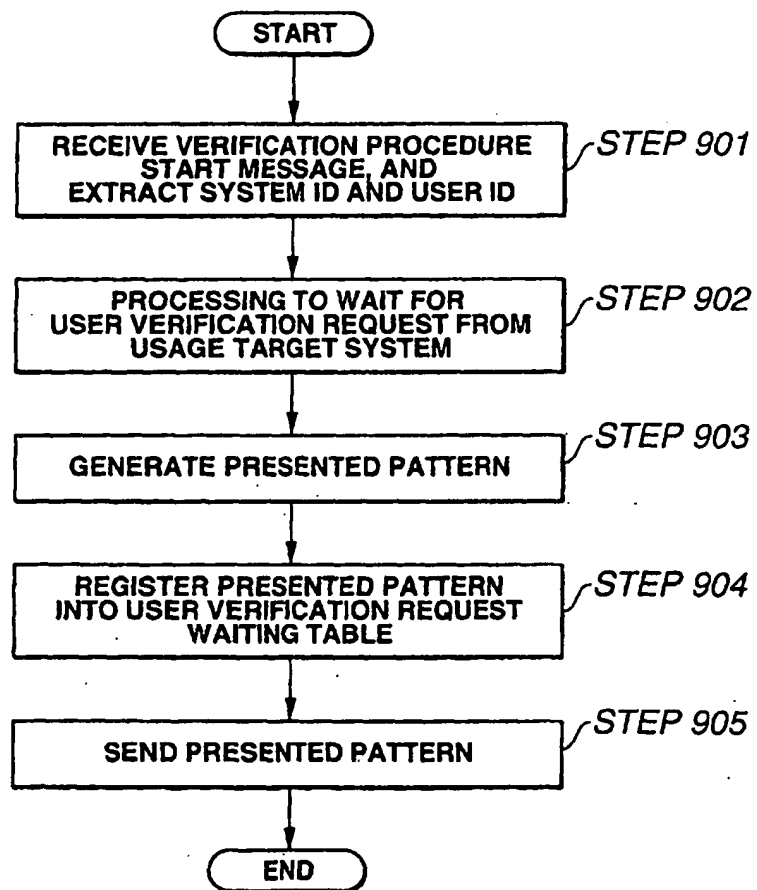 START
RECEIVE VERIFICATION PROCEDURE
START MESSAGE, AND
EXTRACT SYSTEM ID AND USER ID
STEP 901
PROCESSING TO WAIT FOR
USER VERIFICATION REQUEST FROM
USAGE TARGET SYSTEM
STEP 902
GENERATE PRESENTED PATTERN
STEP 903
REGISTER PRESENTED PATTERN
INTO USER VERIFICATION REQUEST
WAITING TABLE
STEP 904
SEND PRESENTED PATTERN
STEP 905
END